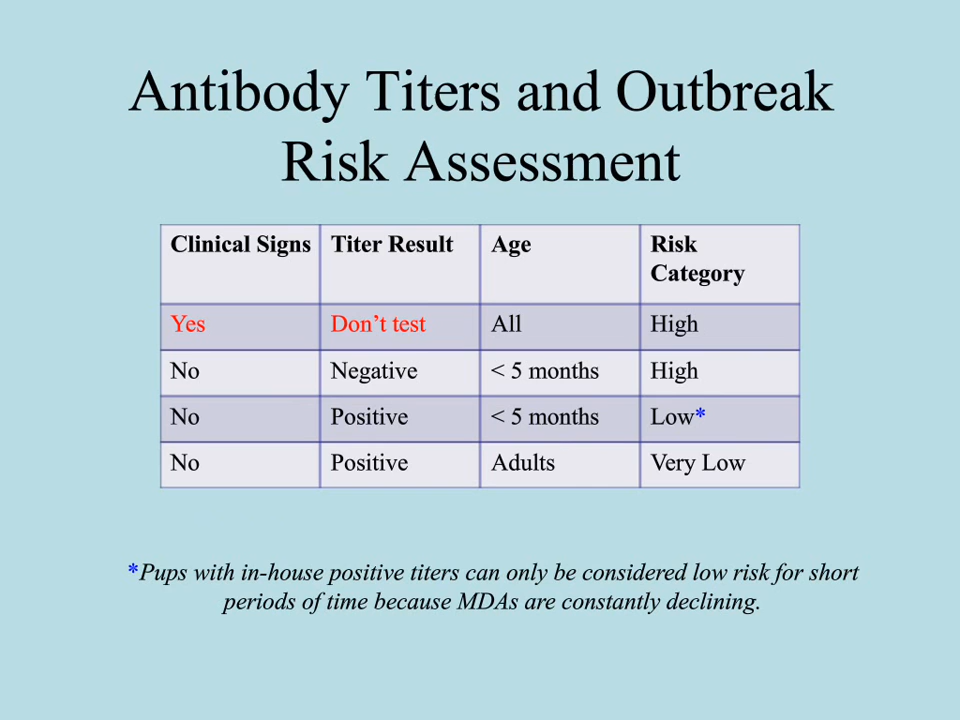 Antibody Titers and Outbreak
Risk Assessment
Clinical Signs Titer Result Age Risk
Category
Yes Don’t test All High
No Negative < 5 months High
No Positive < 5 months Low*
No Positive Adults Very Low
*Pups with in-house positive titers can only be considered low risk for short
periods of time because MDAs are constantly declining.